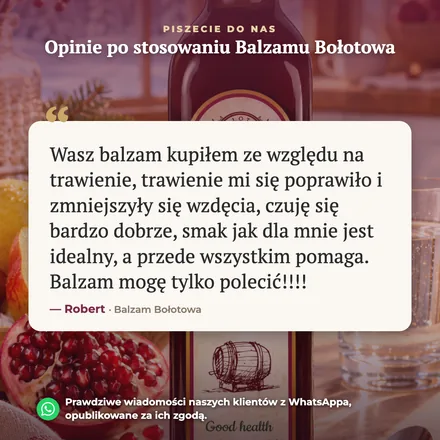 PISZECIE DO NAS
Opinie po stosowaniu Balzamu Bołotowa
Wasz balzam kupiłem ze względu na
trawienie, trawienie mi się poprawiło i
zmniejszyły się wzdęcia, czuję się
bardzo dobrze, smak jak dla mnie jest
idealny, a przede wszystkim pomaga.
Balzam mogę tylko polecić!!!!
— Robert · Balzam Bołotowa
Prawdziwe wiadomości naszych klientów z WhatsAppa,
opublikowane za ich zgodą.
Good health